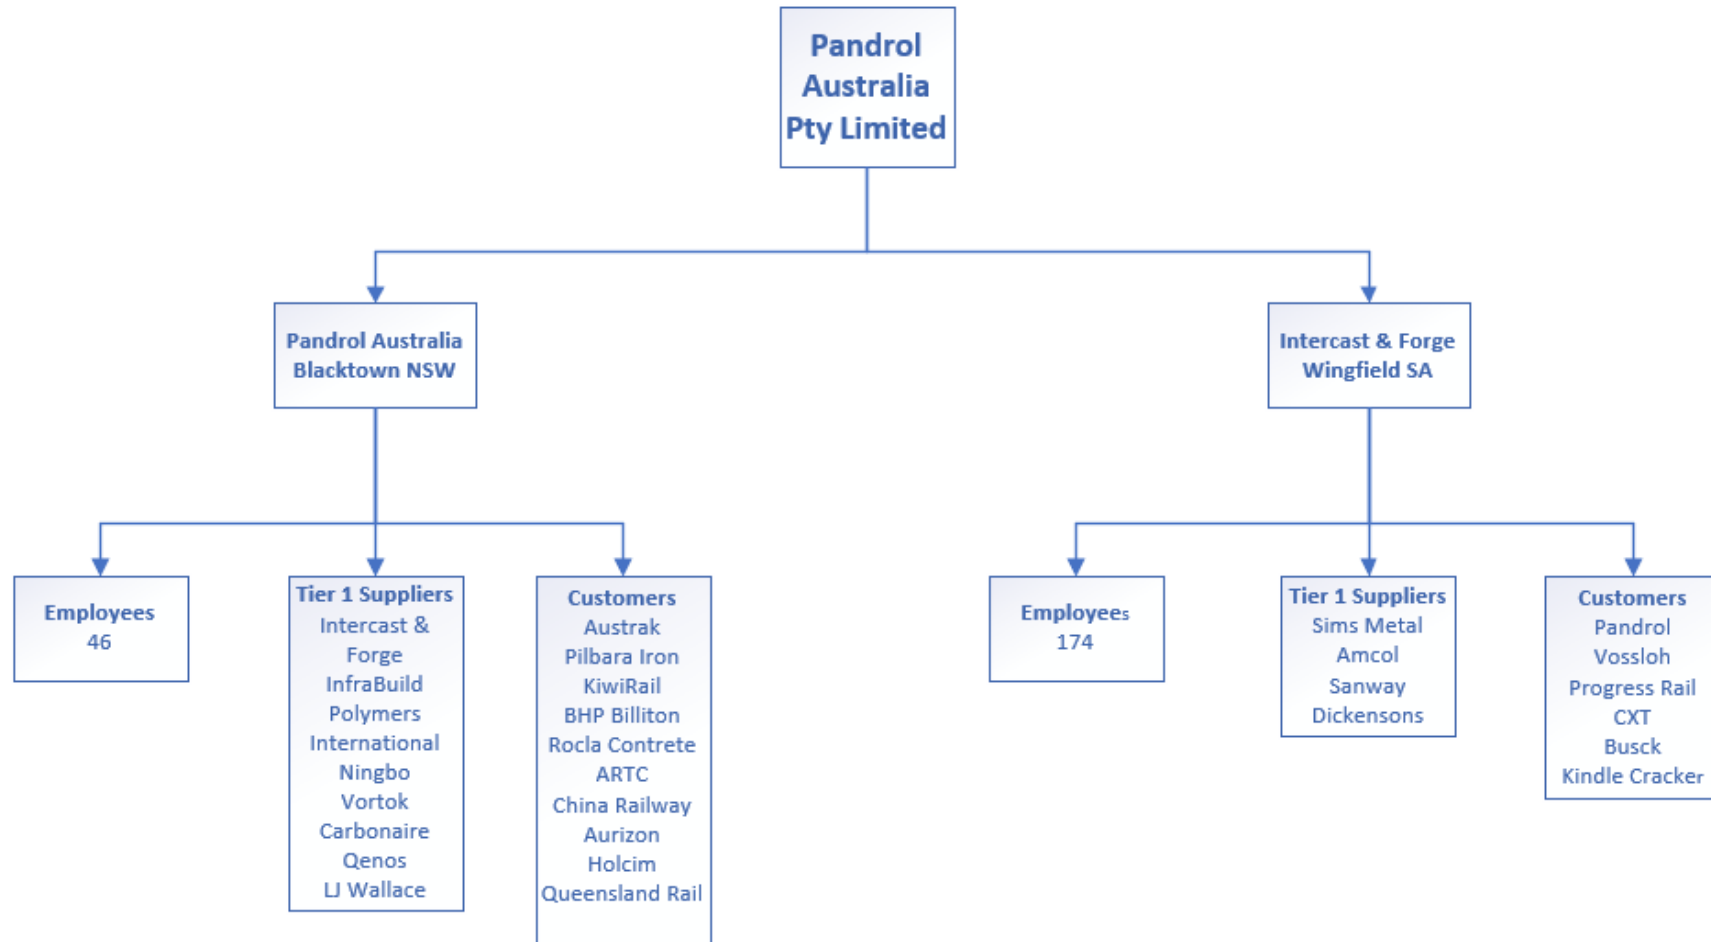 Pandrol
Australia
Pty Limited
Pandrol Australia
Blacktown NSW
Intercast & Forge
Wingfield SA
Employees
46
Tier 1 Suppliers
Intercast &
Forge
InfraBuild
Polymers
International
Ningbo
Vortok
Carbonaire
Qenos
LJ Wallace
Customers
Austrak
Pilbara Iron
KiwiRail
BHP Billiton
Rocla Contrete
ARTC
China Railway
Aurizon
Holcim
Queensland Rail
Employees
174
Tier 1 Suppliers
Sims Metal
Amcol
Sanway
Dickensons
Customers
Pandrol
Vossloh
Progress Rail
CXT
Busck
Kindle Cracker